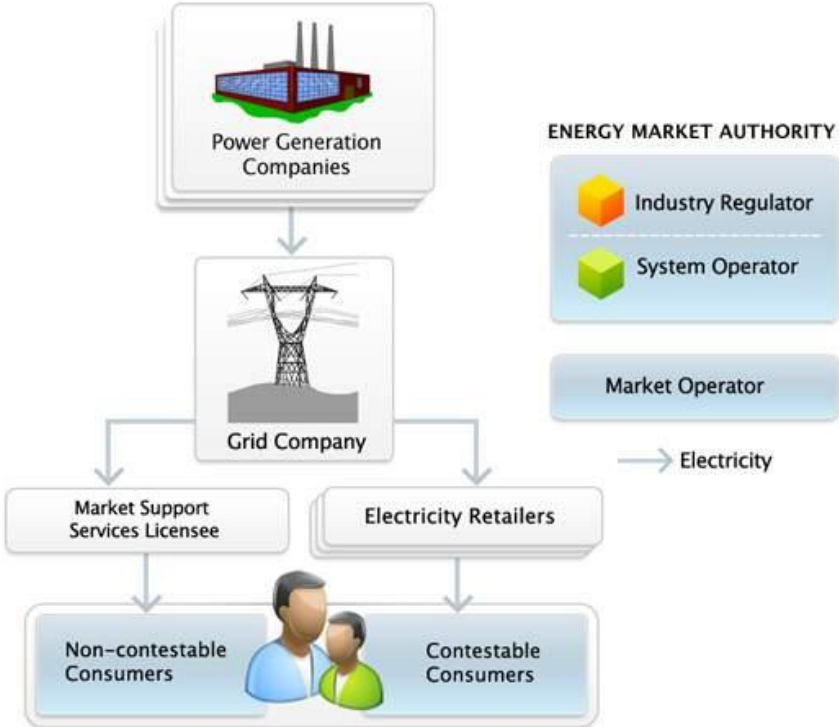 Power Generation
Companies
ENERGY MARKET AUTHORITY
Industry Regulator
System Operator
Market Operator
Electricity
Grid Company
Market Support
Services Licensee
Electricity Retailers
Non-contestable
Consumers
Contestable
Consumers